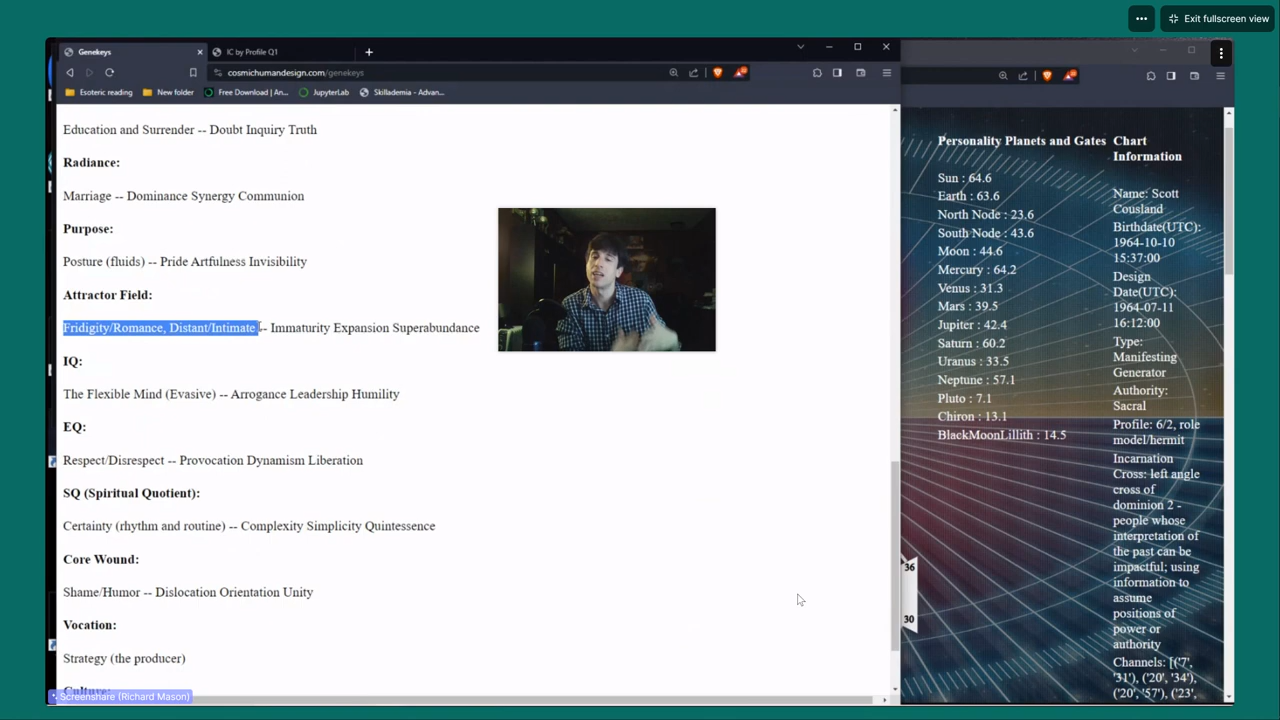 Exit fullscreen view
Genekeys
IC by Profile Q1
cosmichumandesign.com/genekeys
Esoteric reading
New folder
Free Download | An...
JupyterLab
Skillademia - Advan...
Education and Surrender -- Doubt Inquiry Truth
Radiance:
Marriage -- Dominance Synergy Communion
Purpose:
Posture (fluids) -- Pride Artfulness Invisibility
Attractor Field:
Fridigity/Romance, Distant/Intimate -- Immaturity Expansion Superabundance
IQ:
The Flexible Mind (Evasive) -- Arrogance Leadership Humility
EQ:
Respect/Disrespect -- Provocation Dynamism Liberation
SQ (Spiritual Quotient):
Certainty (rhythm and routine) -- Complexity Simplicity Quintessence
Core Wound:
Shame/Humor -- Dislocation Orientation Unity
Vocation:
Strategy (the producer)
Culture:
Screenshare (Richard Mason)
36
30
Personality Planets and Gates
Sun : 64.6
Earth : 63.6
North Node : 23.6
South Node : 43.6
Moon : 44.6
Mercury : 64.2
Venus : 31.3
Mars : 39.5
Jupiter : 42.4
Saturn : 60.2
Uranus : 33.5
Neptune : 57.1
Pluto : 7.1
Chiron : 13.1
BlackMoonLillith : 14.5
Chart
Information
Name: Scott
Cousland
Birthdate(UTC):
1964-10-10
15:37:00
Design
Date(UTC):
1964-07-11
16:12:00
Type:
Manifesting
Generator
Authority:
Sacral
Profile: 6/2, role
model/hermit
Incarnation
Cross: left angle
cross of
dominion 2 -
people whose
interpretation of
the past can be
impactful; using
information to
assume
positions of
power or
authority
Channels: [('7',
'31'), ('20', '34')
('20', '57'), ('23',